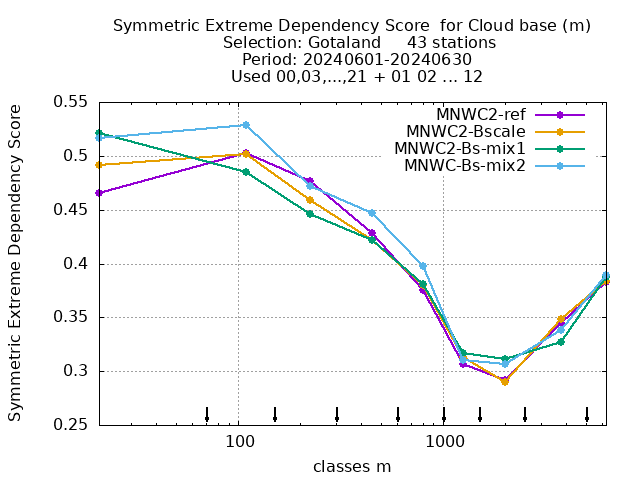 Symmetric Extreme Dependency Score  for Cloud base (m)
Selection: Gotaland     43 stations
Period: 20240601-20240630
Used 00,03,...,21 + 01 02 ... 12
Symmetric Extreme Dependency Score
0.55
0.5
0.45
0.4
0.35
0.3
0.25
MNWC2-ref
MNWC2-Bscale
MNWC2-Bs-mix1
MNWC-Bs-mix2
100
1000
classes m